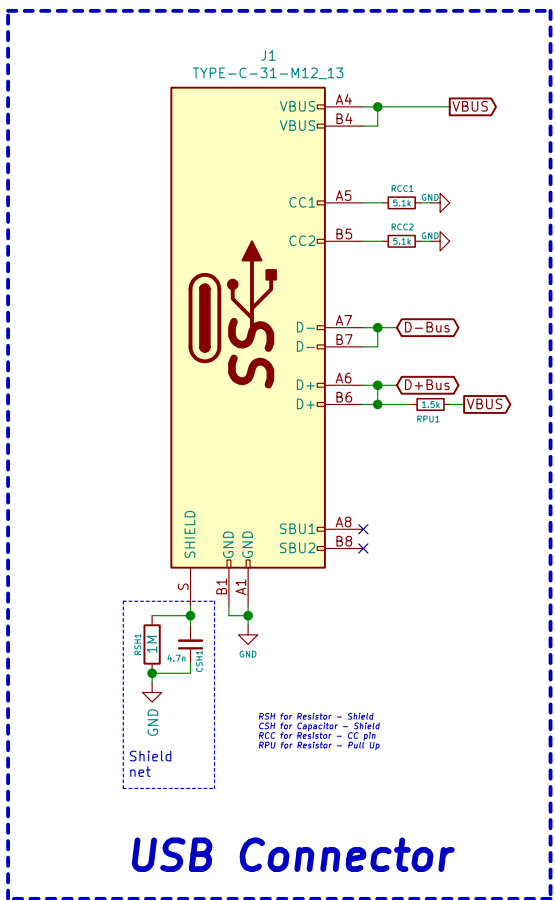 J1
TYPE-C-31-M12_13
VBUS A4 VBUS
VBUS B4
CC1 A5 RCC1 5.1k GND
CC2 B5 RCC2 5.1k GND
SS
D- A7 D-Bus
D- B7
D+ A6 D+Bus
D+ B6 1.5k VBUS
RPU1
SBU1 A8
SBU2 B8
SHIELD GND GND
S B1 A1
RSH1 1M 4.7n CSH1
GND
GND
Shield
net
RSH for Resistor - Shield
CSH for Capacitor - Shield
RCC for Resistor - CC pin
RPU for Resistor - Pull Up
USB Connector